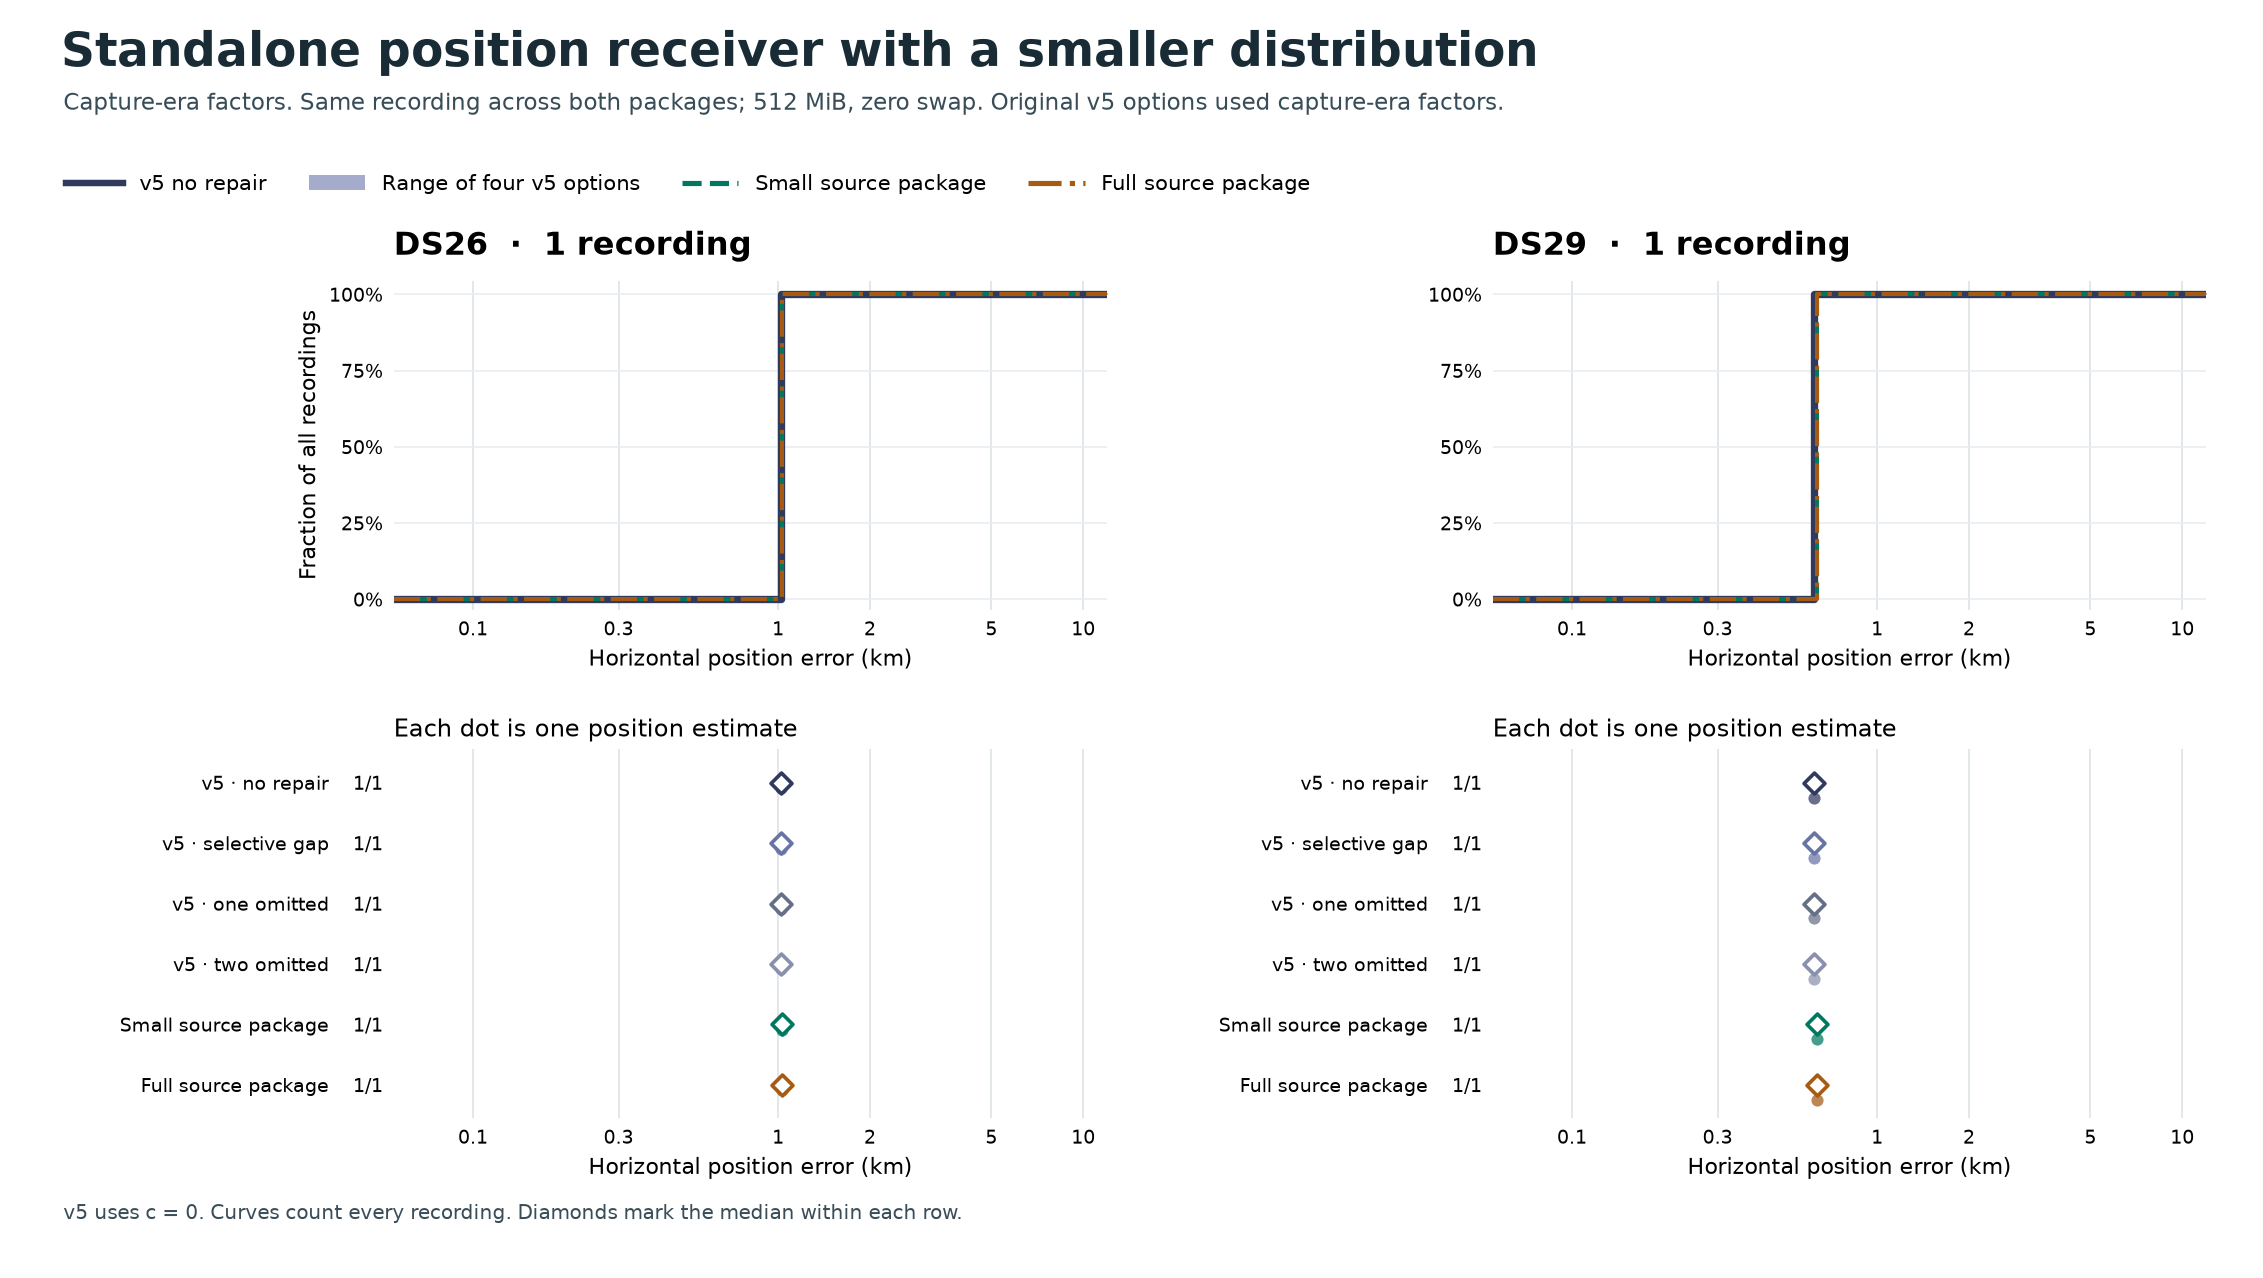 Standalone position receiver with a smaller distribution
Capture-era factors. Same recording across both packages; 512 MiB, zero swap. Original v5 options used capture-era factors.
v5 no repair
Range of four v5 options
Small source package
Full source package
DS26 · 1 recording
Fraction of all recordings
100%
75%
50%
25%
0%
0.1 0.3 1 2 5 10
Horizontal position error (km)
DS29 · 1 recording
100%
75%
50%
25%
0%
0.1 0.3 1 2 5 10
Horizontal position error (km)
Each dot is one position estimate
v5 · no repair 1/1
v5 · selective gap 1/1
v5 · one omitted 1/1
v5 · two omitted 1/1
Small source package 1/1
Full source package 1/1
0.1 0.3 1 2 5 10
Horizontal position error (km)
Each dot is one position estimate
v5 · no repair 1/1
v5 · selective gap 1/1
v5 · one omitted 1/1
v5 · two omitted 1/1
Small source package 1/1
Full source package 1/1
0.1 0.3 1 2 5 10
Horizontal position error (km)
v5 uses c = 0. Curves count every recording. Diamonds mark the median within each row.